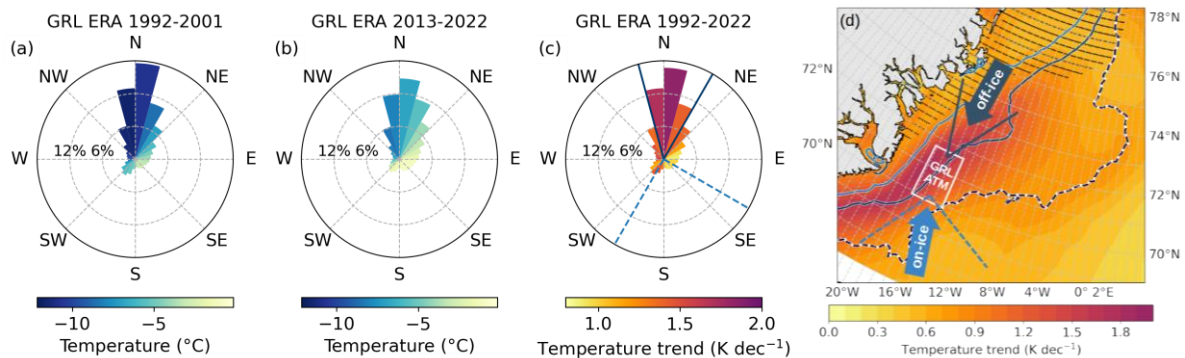 GRL ERA 1992-2001
(a)
N
NW
NE
12% 6%
W
E
SW
SE
S
−10
−5
Temperature (°C)
GRL ERA 2013-2022
(b)
N
NW
NE
12% 6%
W
E
SW
SE
S
−10
−5
Temperature (°C)
GRL ERA 1992-2022
(c)
N
NW
NE
12% 6%
W
E
SW
SE
S
1.0
1.5
2.0
Temperature trend (K dec⁻¹)
(d)
78°N
76°N
74°N
72°N
70°N
72°N
70°N
off-ice
GRL
ATM
on-ice
20°W
16°W
12°W
8°W
4°W
0° 2°E
0.0
0.3
0.6
0.9
1.2
1.5
1.8
Temperature trend (K dec⁻¹)